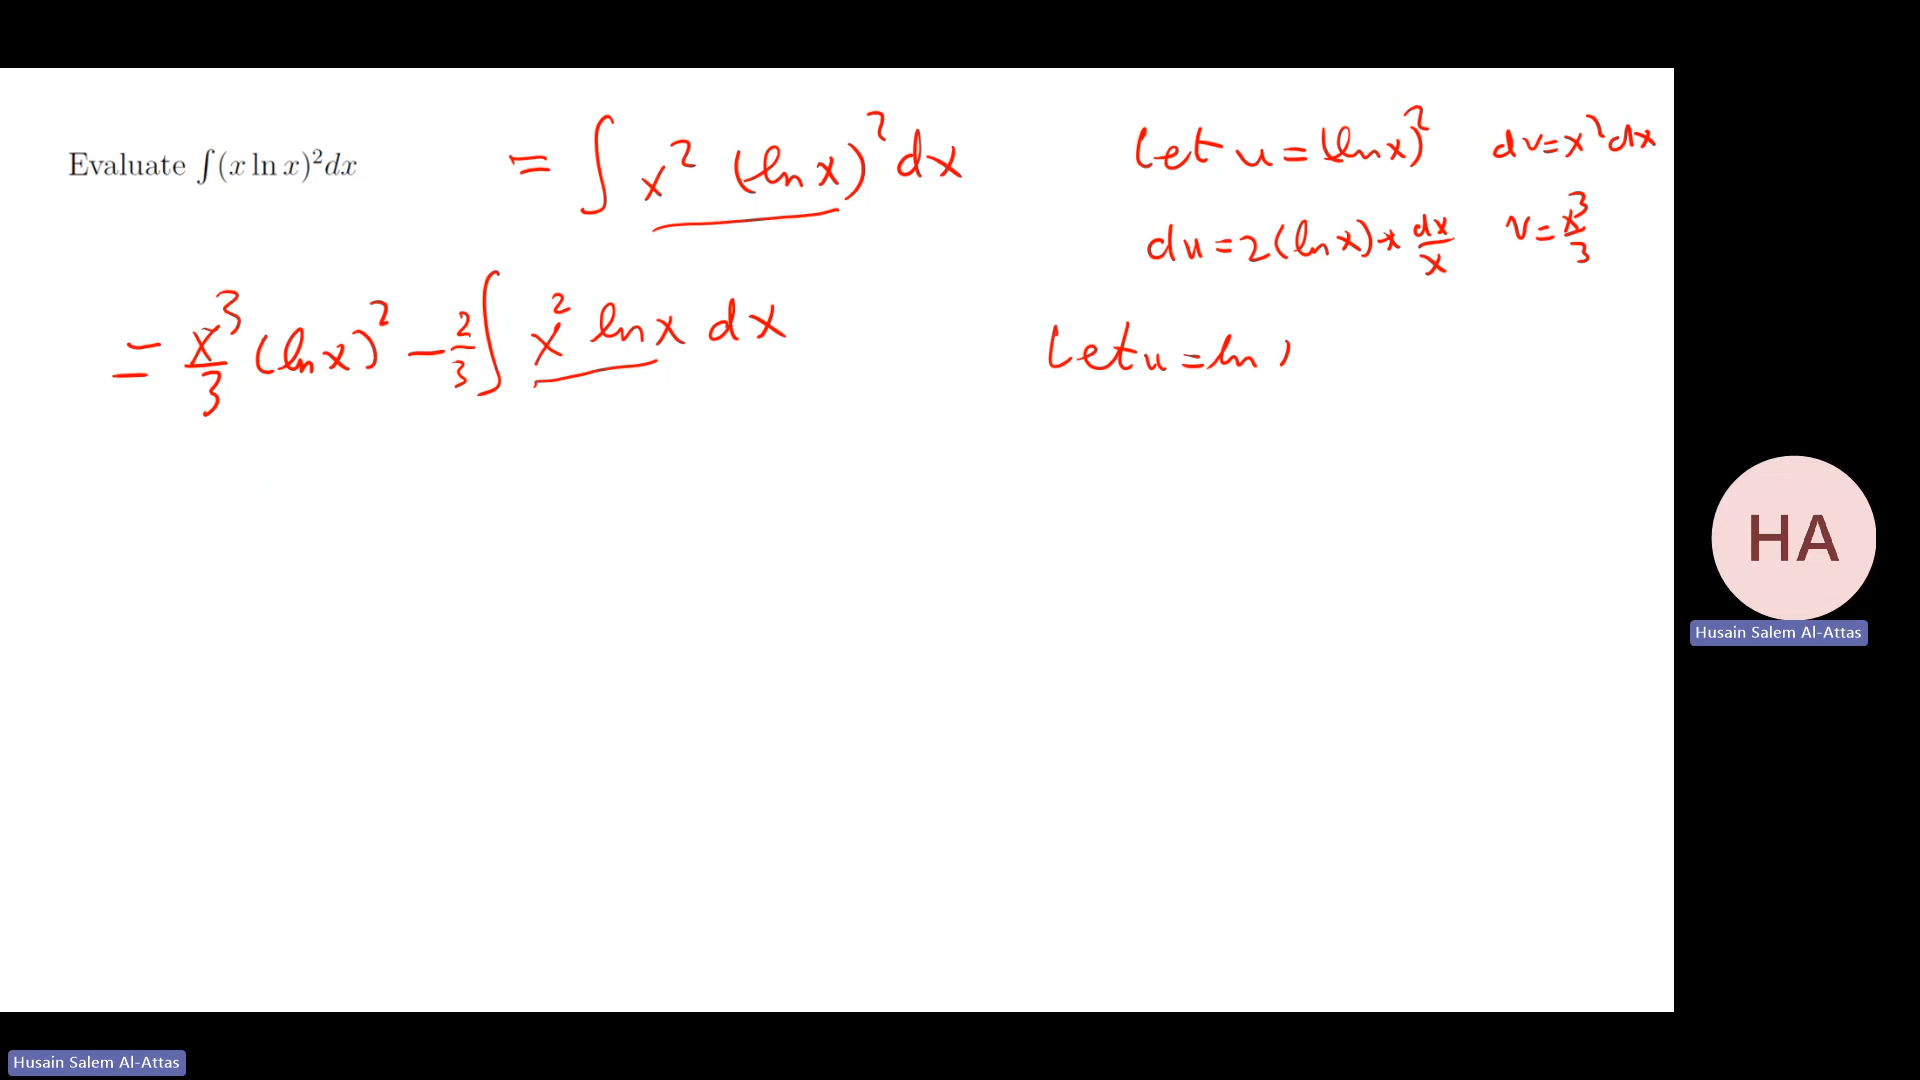 Evaluate ∫(x ln x)²dx = ∫ x² (ln x)² dx
let u = (ln x)² dv = x² dx
du = 2(ln x) * dx/x v = x³/3
= x³/3 (ln x)² - 2/3 ∫ x² ln x dx
Let u = ln
HA
Husain Salem Al-Attas
Husain Salem Al-Attas